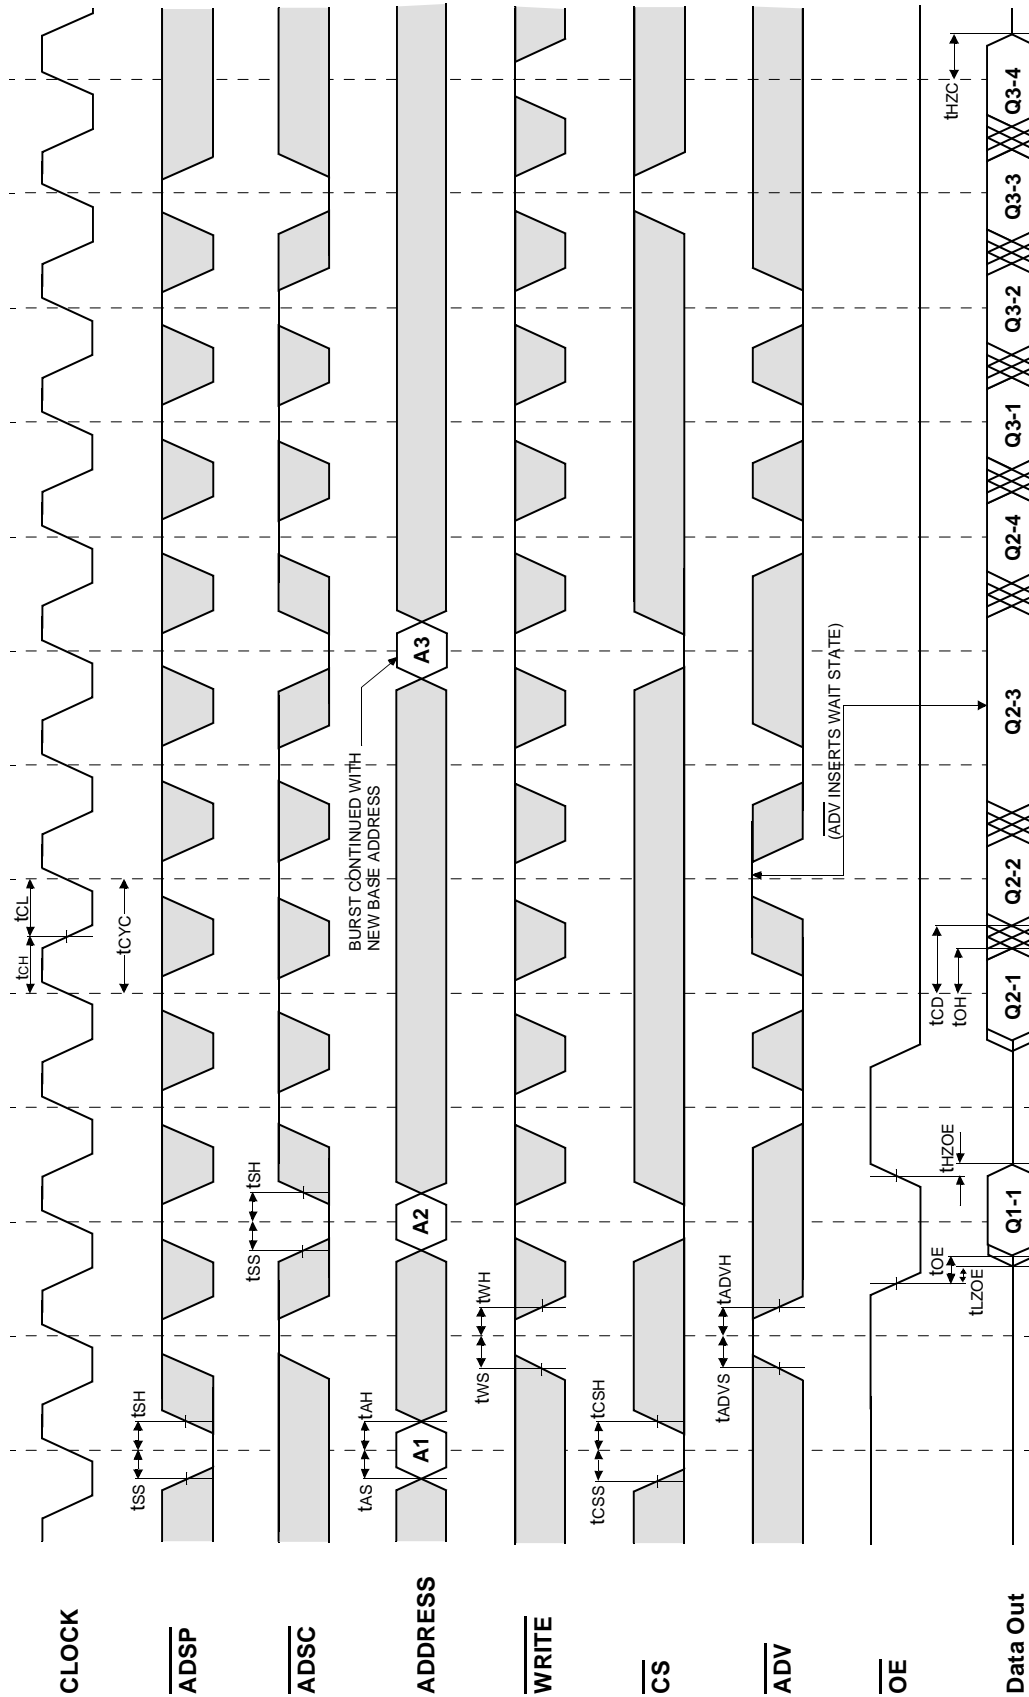 CLOCK
tCH
tCL
tCYC
ADSP
tSS
tSH
ADSC
tSS
tSH
ADDRESS
tAS
tAH
A1
A2
A3
BURST CONTINUED WITH
NEW BASE ADDRESS
WRITE
tWS
tWH
CS
tCSS
tCSH
ADV
tADVS
tADVH
(ADV INSERTS WAIT STATE)
OE
tOE
tLZOE
tHZOE
tCD
tOH
tHZC
Data Out
Q1-1
Q2-1
Q2-2
Q2-3
Q2-4
Q3-1
Q3-2
Q3-3
Q3-4